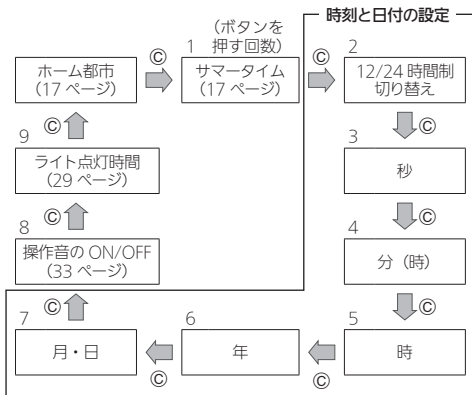 時刻と日付の設定
(ボタンを
押す回数)
Ⓒ
1
Ⓒ
2
ホーム都市
(17 ページ)
サマータイム
(17 ページ)
12/24 時間制
切り替え
9
Ⓒ
Ⓒ
3
ライト点灯時間
(29 ページ)
秒
Ⓒ
Ⓒ
8
4
操作音の ON/OFF
(33 ページ)
分(時)
Ⓒ
Ⓒ
7
6
5
月・日
年
時
Ⓒ
Ⓒ